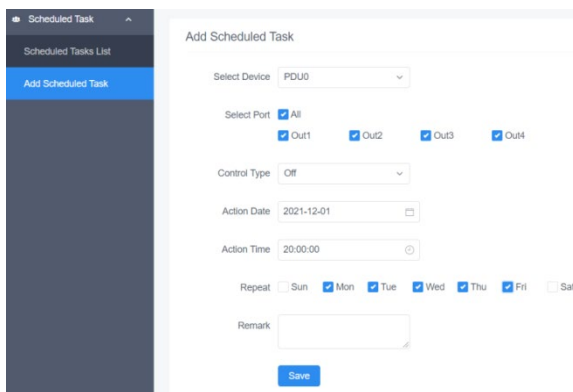 Scheduled Task
Scheduled Tasks List
Add Scheduled Task
Add Scheduled Task
Select Device PDU0
Select Port All
Out1 Out2 Out3 Out4
Control Type Off
Action Date 2021-12-01
Action Time 20:00:00
Repeat Sun Mon Tue Wed Thu Fri Sat
Remark
Save